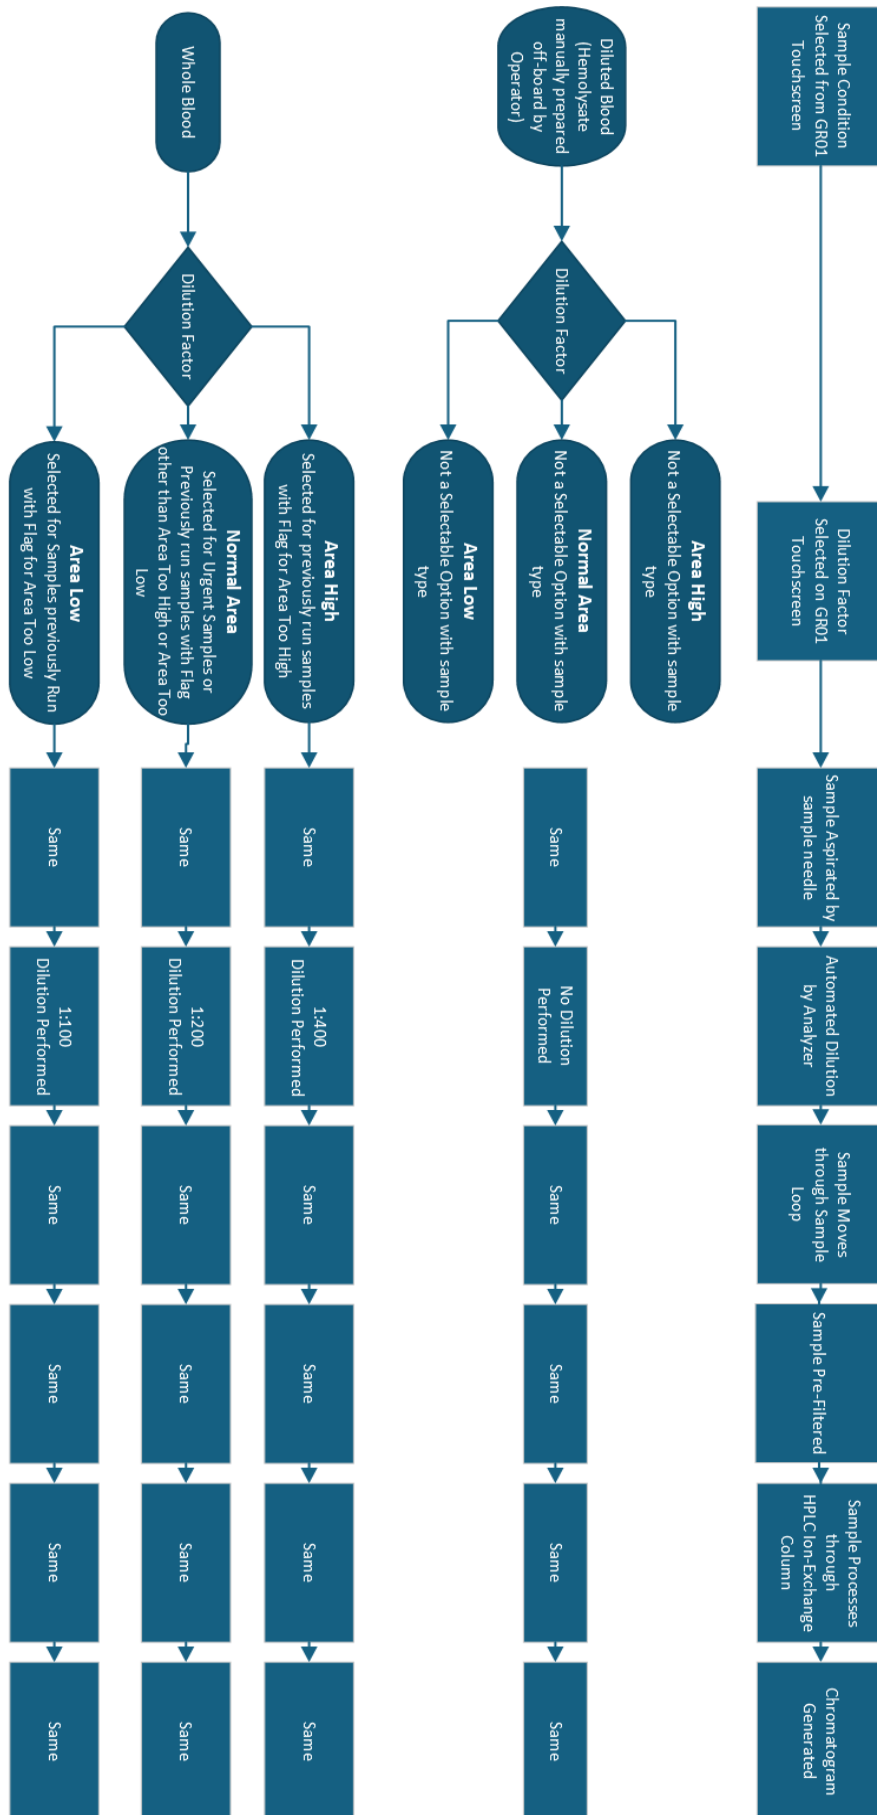 Sample Condition
Selected from GR01
Touchscreen
Dilution Factor
Selected on GR01
Touchscreen
Sample Aspirated by
sample needle
Automated Dilution
by Analyzer
Sample Moves
through Sample
Loop
Sample Pre-Filtered
Sample Processes
through
HPLC Ion-Exchange
Column
Chromatogram
Generated
Diluted Blood
(Hemolysate
manually prepared
off-board by
Operator)
Dilution Factor
Area High
Not a Selectable Option with sample
type
Normal Area
Not a Selectable Option with sample
type
Area Low
Not a Selectable Option with sample
type
Same
No Dilution
Performed
Same
Same
Same
Same
Whole Blood
Dilution Factor
Area High
Selected for previously run samples
with Flag for Area Too High
Same
1:400
Dilution Performed
Same
Same
Same
Same
Normal Area
Selected for Urgent Samples or
Previously run samples with Flag
other than Area Too High or Area Too
Low
Same
1:200
Dilution Performed
Same
Same
Same
Same
Area Low
Selected for Samples previously Run
with Flag for Area Too Low
Same
1:100
Dilution Performed
Same
Same
Same
Same